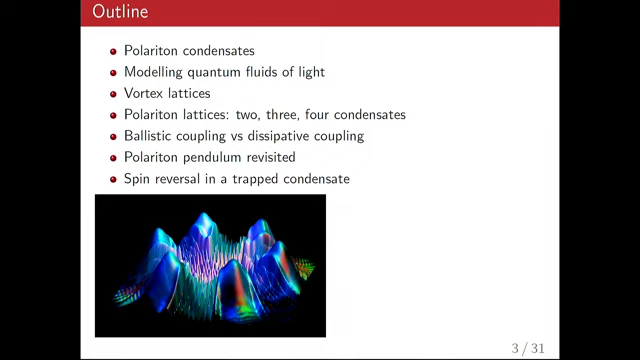 Outline
Polariton condensates
Modelling quantum fluids of light
Vortex lattices
Polariton lattices: two, three, four condensates
Ballistic coupling vs dissipative coupling
Polariton pendulum revisited
Spin reversal in a trapped condensate
3 / 31